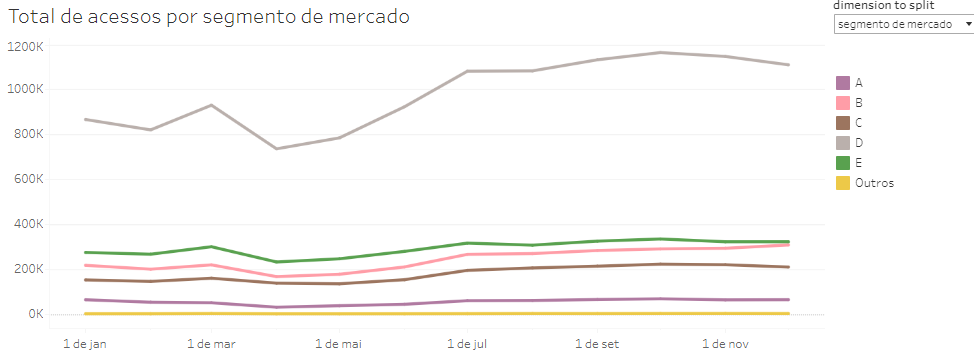 Total de acessos por segmento de mercado
dimension to split
segmento de mercado
1200K
1000K
800K
600K
400K
200K
0K
1 de jan
1 de mar
1 de mai
1 de jul
1 de set
1 de nov
A
B
C
D
E
Outros